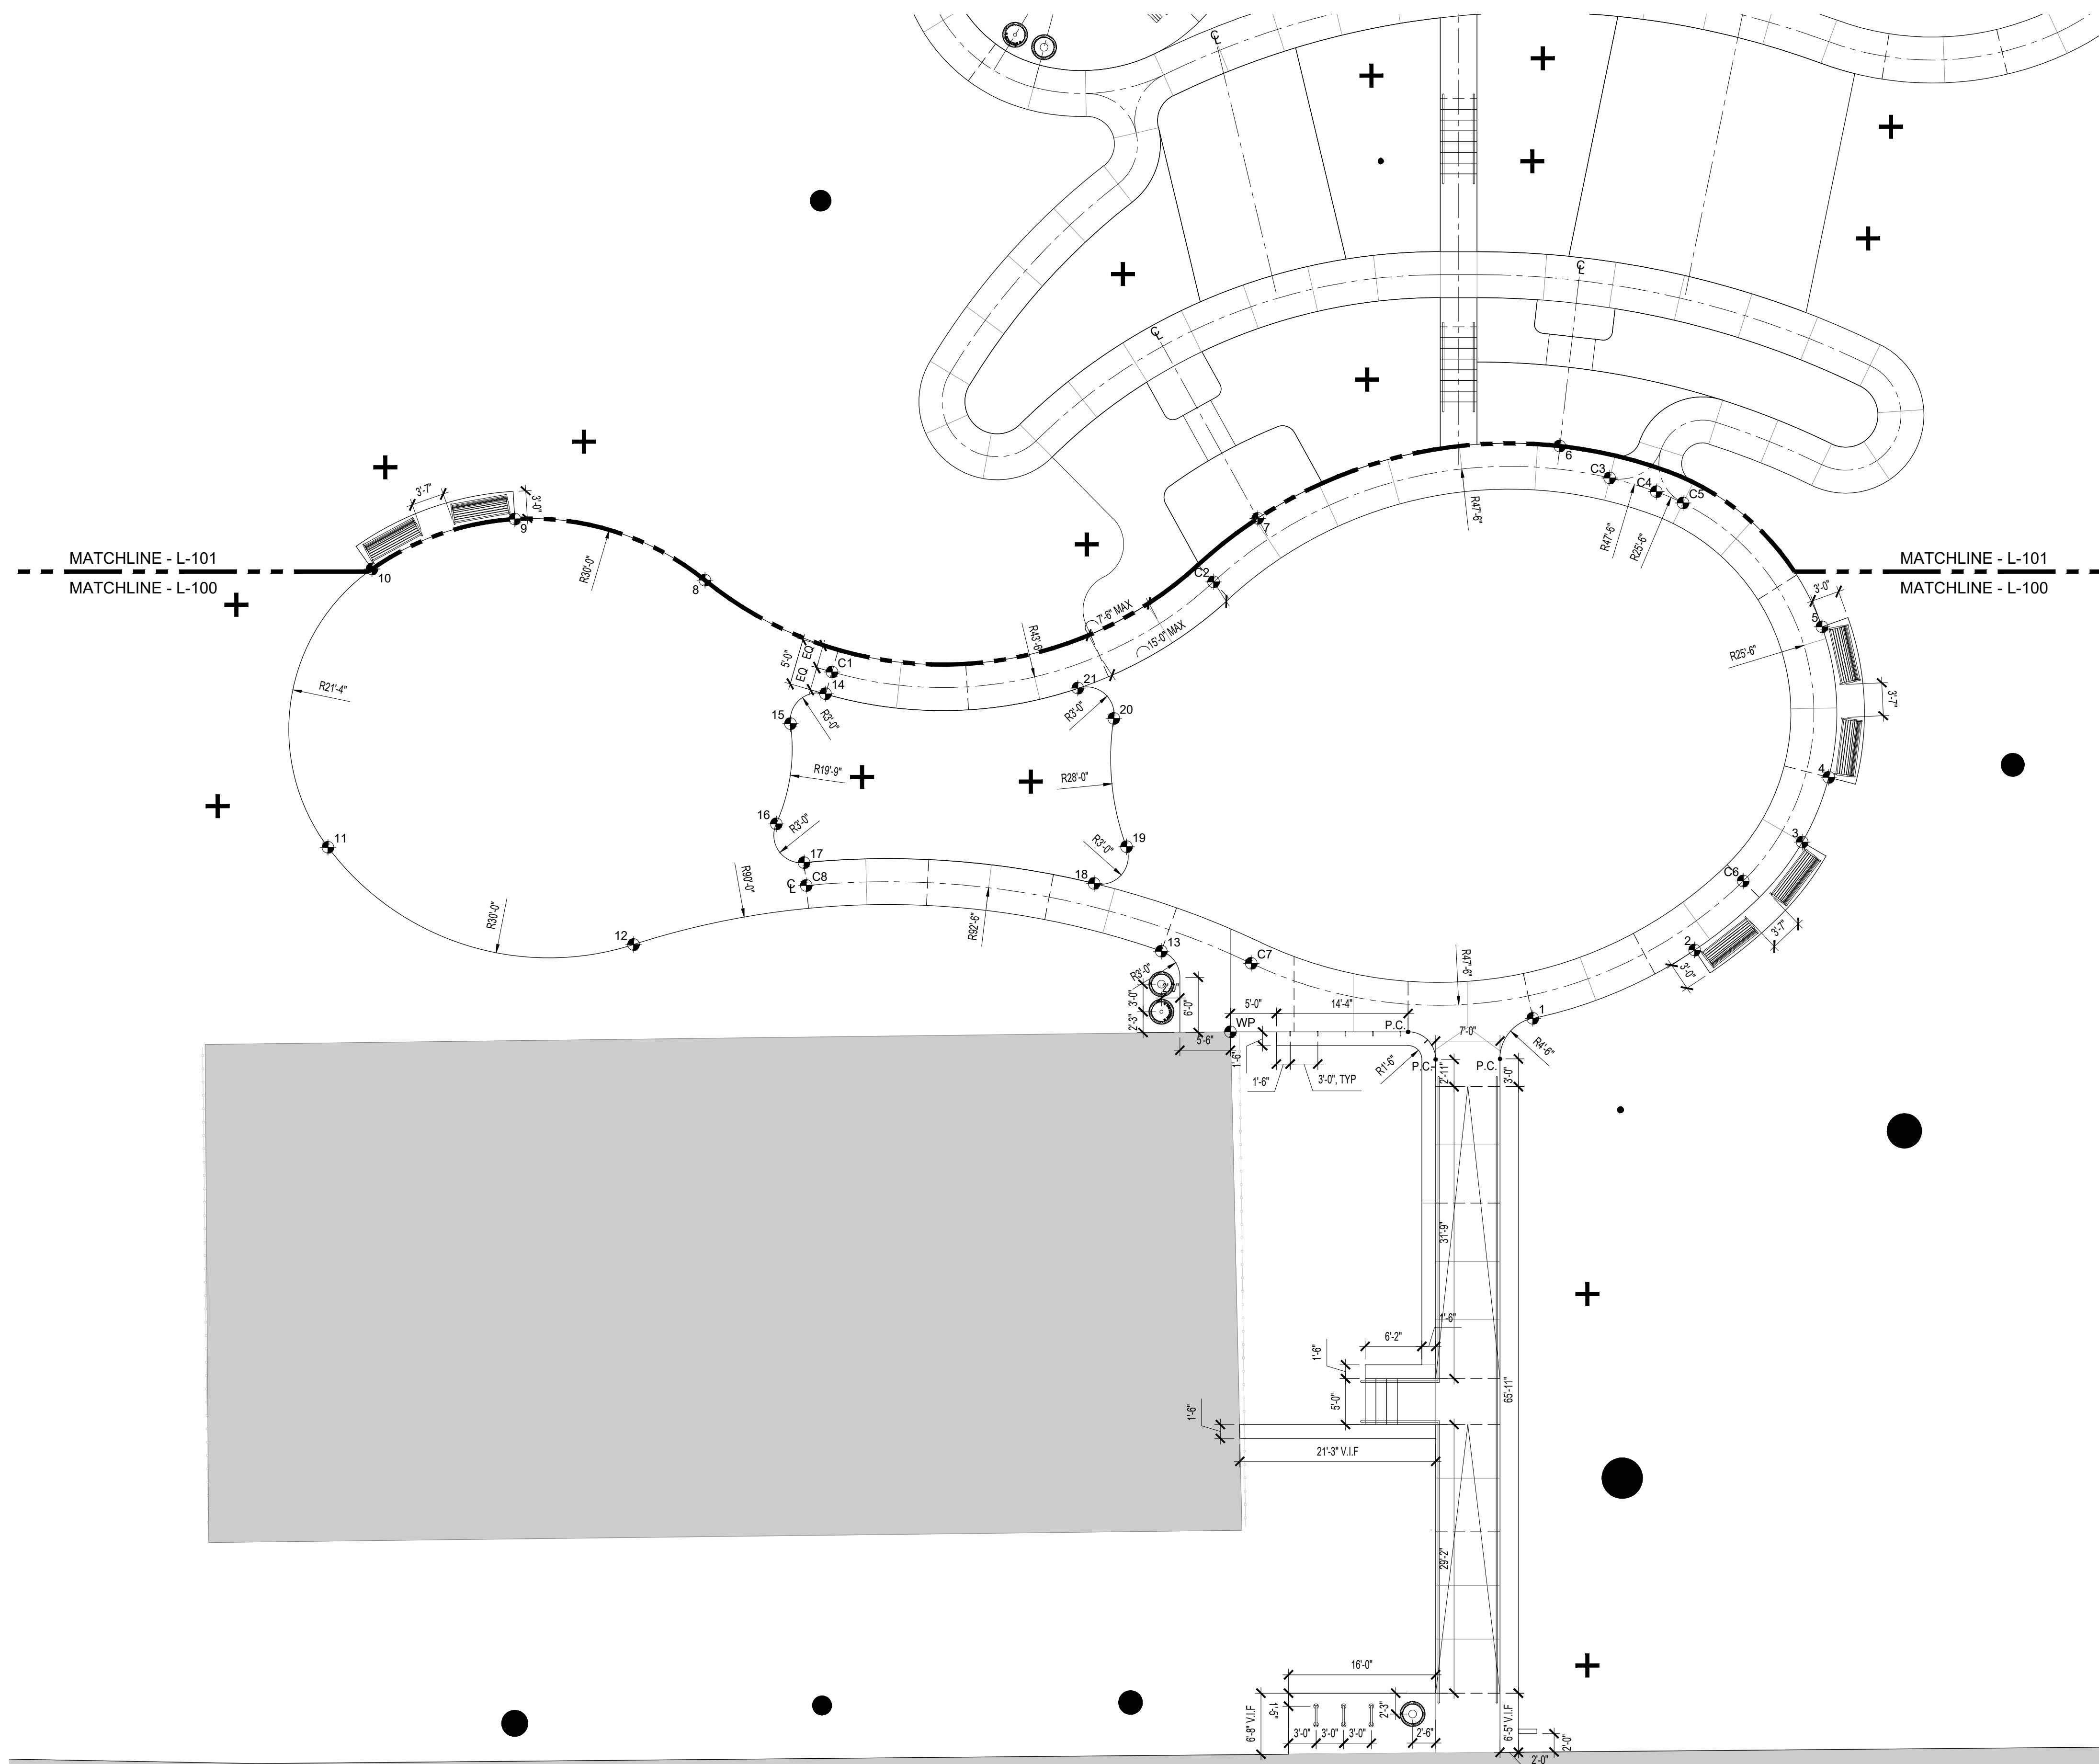 ℄
℄
℄
3'-7"
3'-0"
9
6
C3
C4
C5
R47'-6"
R47'-6"
R25'-6"
7
MATCHLINE - L-101
MATCHLINE - L-100
10
R30'-0"
8
C2
MATCHLINE - L-101
MATCHLINE - L-100
3'-0"
5
7'-6" MAX
15'-0" MAX
R43'-6"
5'-0"
EQ
EQ
C1
14
21
R21'-4"
15
R3'-0"
R3'-0"
20
R25'-6"
3'-7"
R19'-9"
R28'-0"
4
16
R3'-0"
R3'-0"
19
3
11
17
18
℄
C8
C6
R90'-0"
R30'-0"
R92'-6"
12
13
C7
R47'-6"
2
3'-7"
3'-0"
R3'-0"
3'-0"
2'-3"
6'-0"
5'-0"
14'-4"
1
WP
P.C.
7'-0"
5'-6"
1'-6"
R4'-6"
R1'-6"
P.C.
P.C.
2'-11"
3'-0"
1'-6"
3'-0", TYP
31'-9"
1'-6"
6'-2"
1'-6"
5'-0"
65'-11"
1'-6"
21'-3" V.I.F
29'-2"
16'-0"
6'-8" V.I.F
1'-5"
2'-3"
3'-0"
3'-0"
3'-0"
2'-6"
6'-5" V.I.F
2'-0"
2'-0"